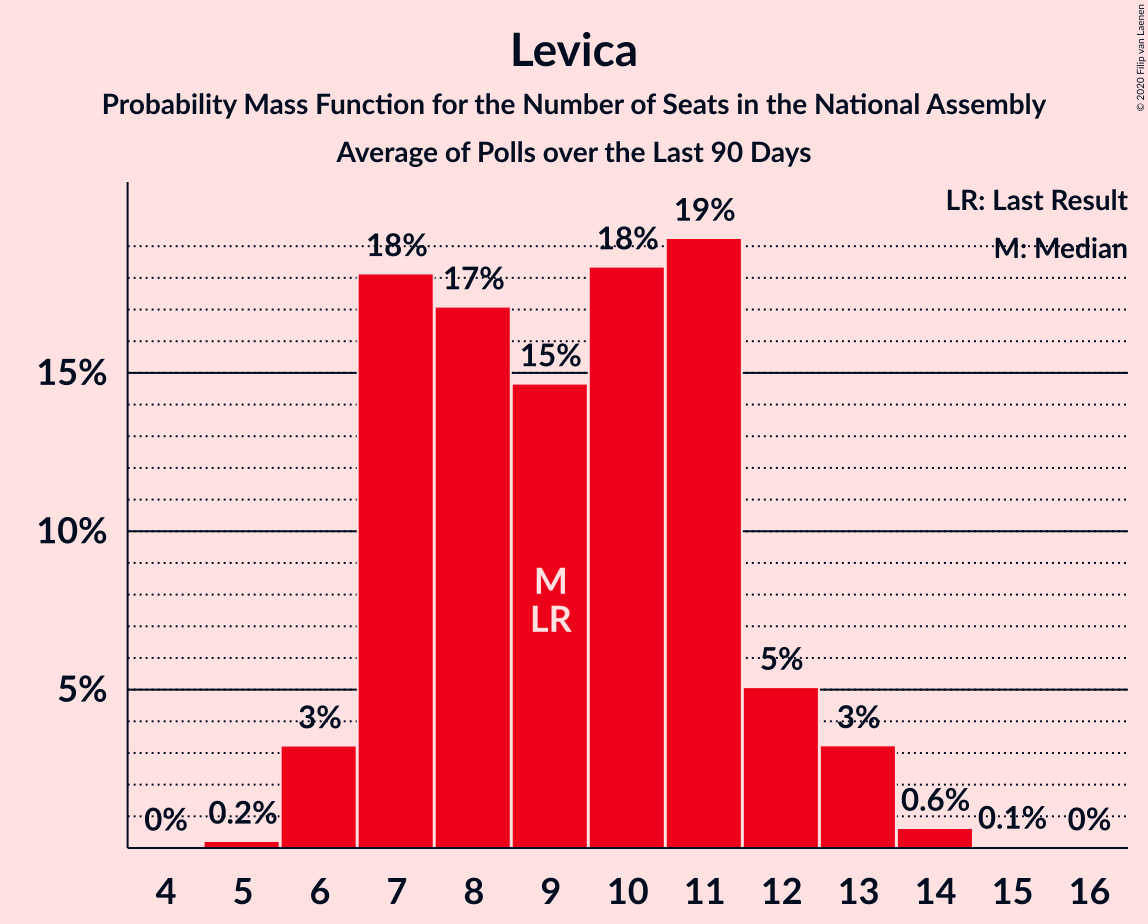 Levica
Probability Mass Function for the Number of Seats in the National Assembly
Average of Polls over the Last 90 Days
© 2020 Filip van Laenen
LR: Last Result
M: Median
15%
10%
5%
0%
0.2%
3%
18%
17%
15%
18%
19%
5%
3%
0.6%
0.1%
0%
M
LR
4 5 6 7 8 9 10 11 12 13 14 15 16